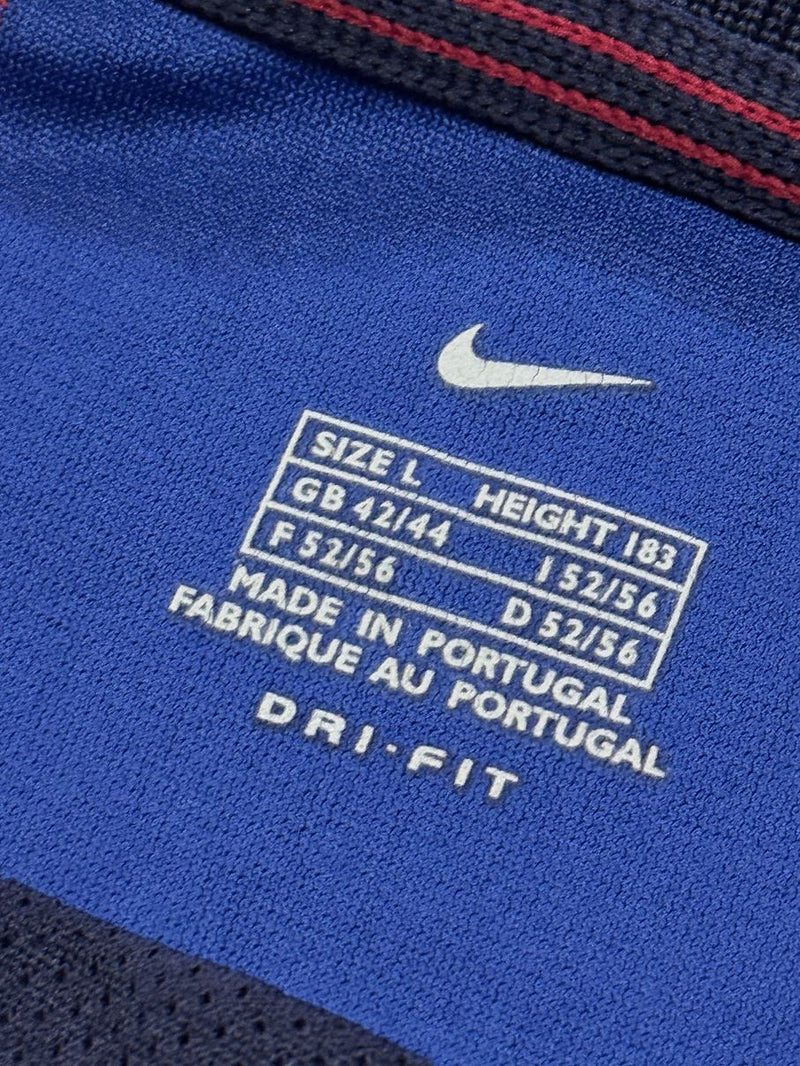 SIZE L HEIGHT 183
GB 42/44 I 52/56
F 52/56 D 52/56
MADE IN PORTUGAL
FABRIQUE AU PORTUGAL
DRI·FIT